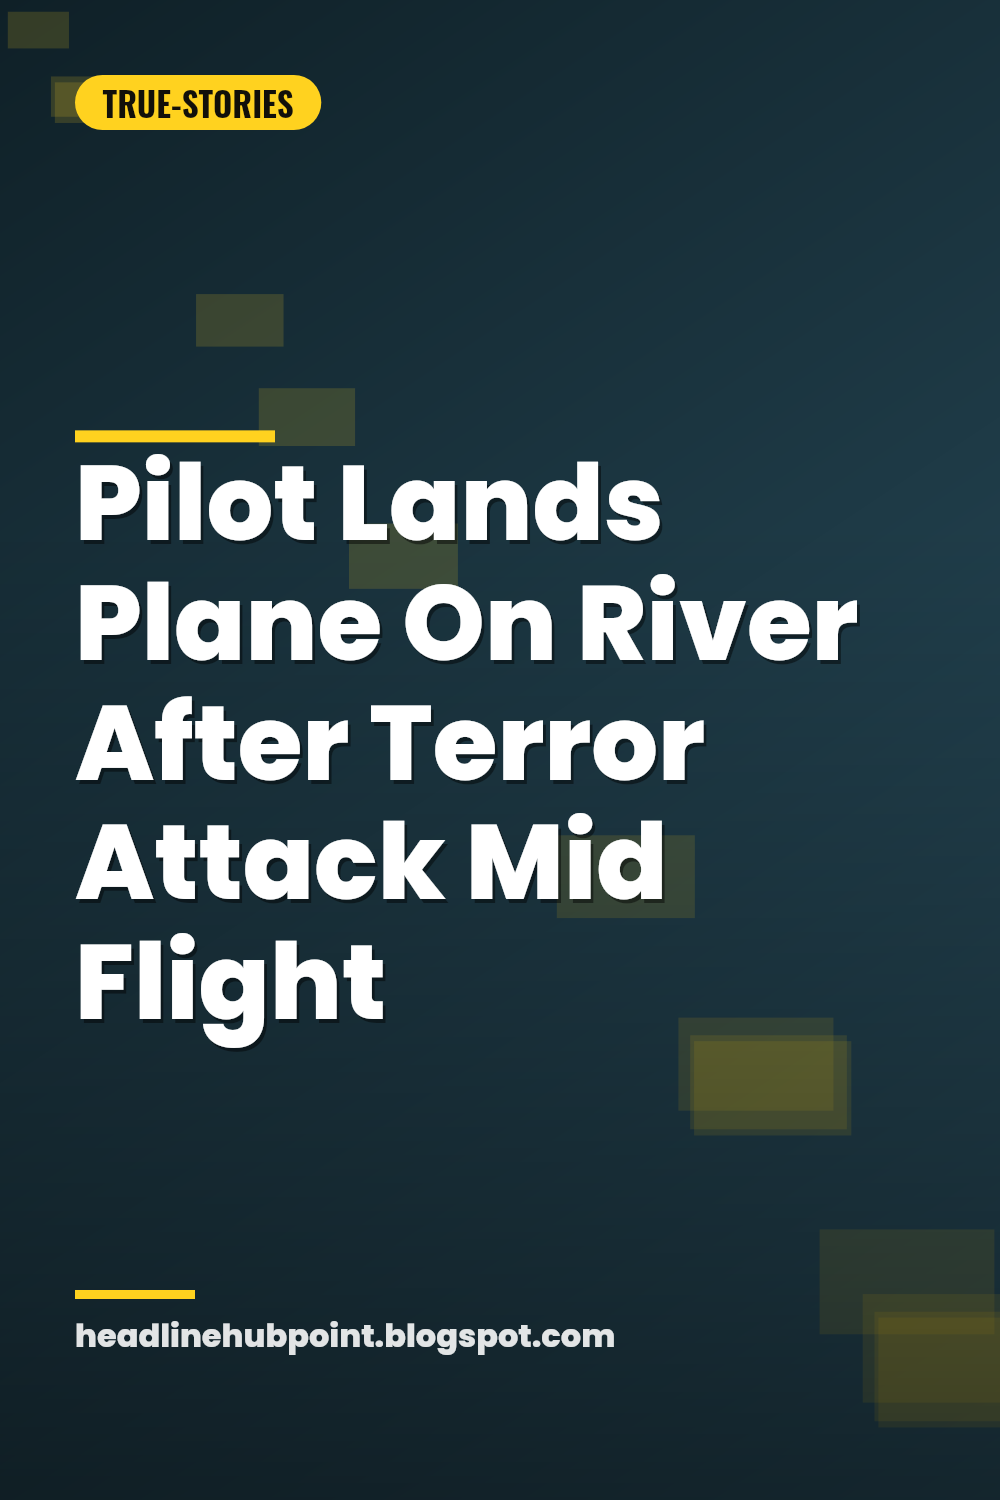 TRUE-STORIES
Pilot Lands
Plane On River
After Terror
Attack Mid
Flight
headlinehubpoint.blogspot.com